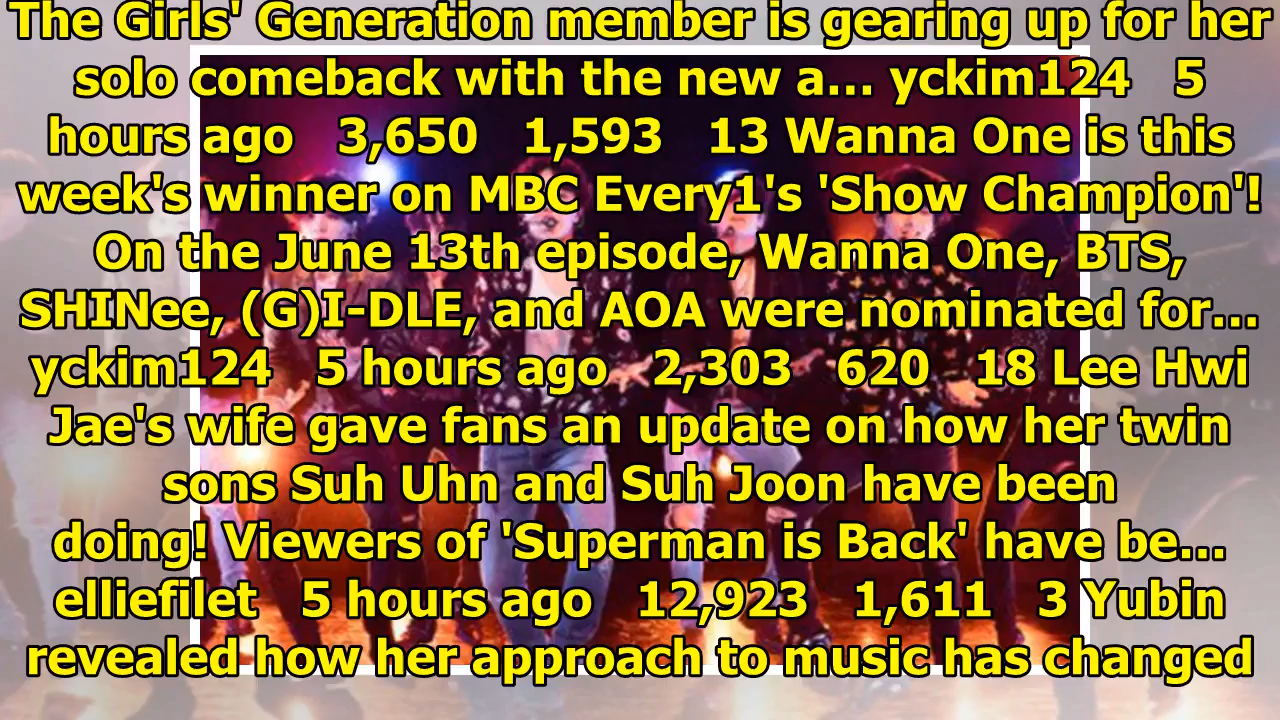 The Girls' Generation member is gearing up for her
solo comeback with the new a... yckim124 5
hours ago 3,650 1,593 13 Wanna One is this
week's winner on MBC Every1's 'Show Champion'!
On the June 13th episode, Wanna One, BTS,
SHINee, (G)I-DLE, and AOA were nominated for...
yckim124 5 hours ago 2,303 620 18 Lee Hwi
Jae's wife gave fans an update on how her twin
sons Suh Uhn and Suh Joon have been
doing! Viewers of 'Superman is Back' have be...
elliefilet 5 hours ago 12,923 1,611 3 Yubin
revealed how her approach to music has changed